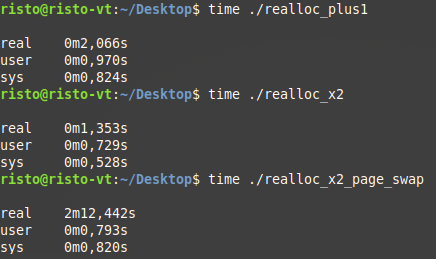 risto@risto-vt:~/Desktop$ time ./realloc_plus1
real 0m2,066s
user 0m0,970s
sys 0m0,824s
risto@risto-vt:~/Desktop$ time ./realloc_x2
real 0m1,353s
user 0m0,729s
sys 0m0,528s
risto@risto-vt:~/Desktop$ time ./realloc_x2_page_swap
real 2m12,442s
user 0m0,793s
sys 0m0,820s